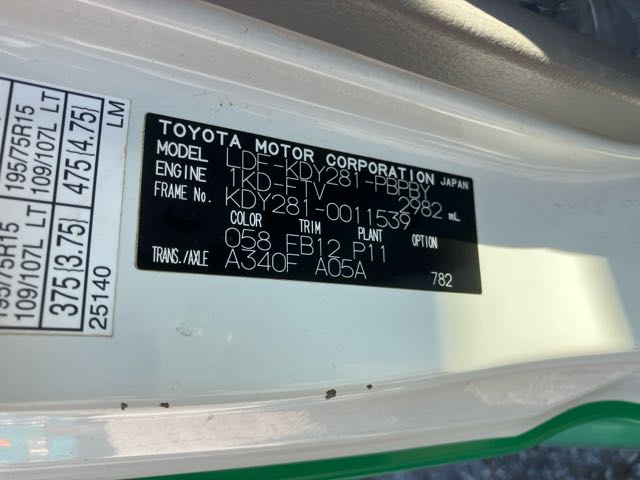 195/75R15 195/75R15
109/107L LT 109/107L LT
375(3.75) 475(4.75)
25140 LM
TOYOTA MOTOR CORPORATION JAPAN
MODEL LDF-KDY281-PBPBY
ENGINE 1KD-FTV 2982 mL
FRAME No. KDY281-0011539
COLOR TRIM PLANT OPTION
058 FB12 P11
TRANS./AXLE A340F A05A
782